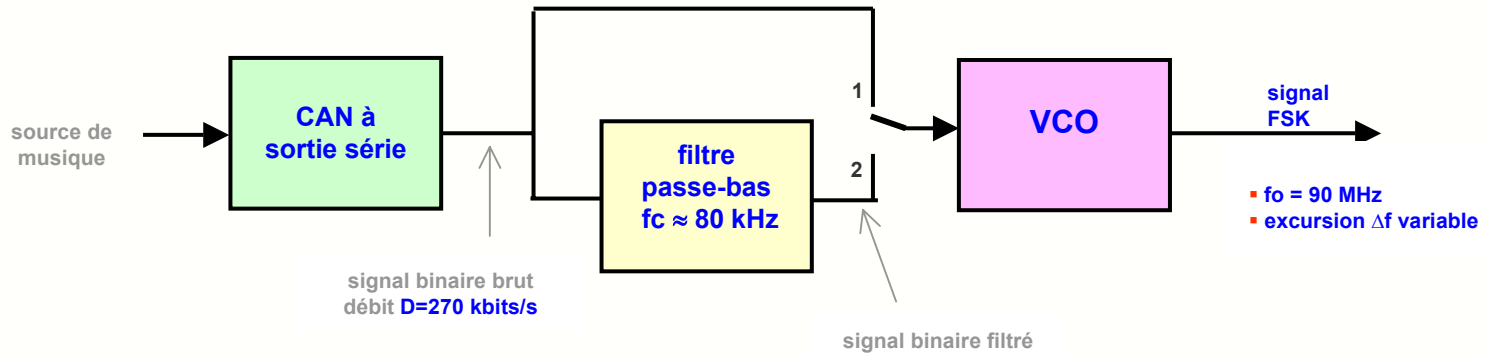 source de
musique
CAN à
sortie série
signal binaire brut
débit D=270 kbits/s
filtre
passe-bas
fc ≈ 80 kHz
1
2
signal binaire filtré
VCO
signal
FSK
▪ fo = 90 MHz
▪ excursion ∆f variable